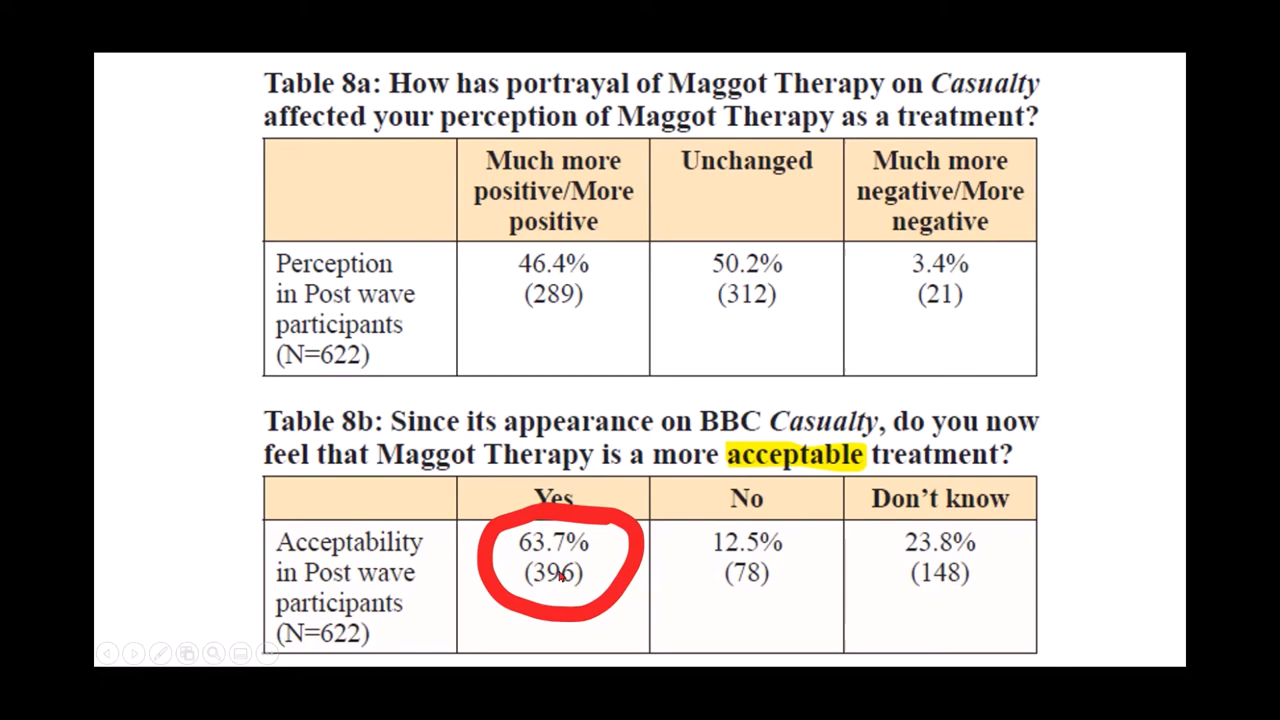 Table 8a: How has portrayal of Maggot Therapy on Casualty
affected your perception of Maggot Therapy as a treatment?
Much more
positive/More
positive
Unchanged
Much more
negative/More
negative
Perception
in Post wave
participants
(N=622)
46.4%
(289)
50.2%
(312)
3.4%
(21)
Table 8b: Since its appearance on BBC Casualty, do you now
feel that Maggot Therapy is a more acceptable treatment?
Yes
No
Don’t know
Acceptability
in Post wave
participants
(N=622)
63.7%
(396)
12.5%
(78)
23.8%
(148)